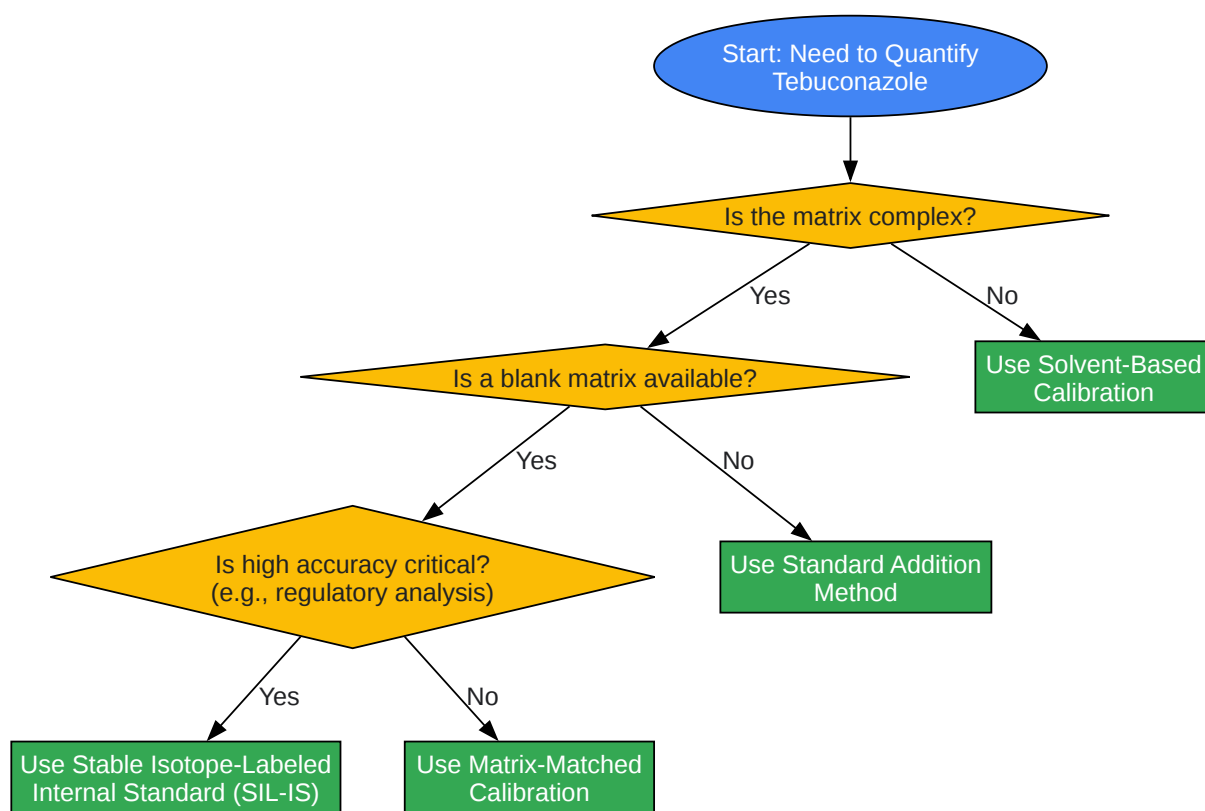 Start: Need to Quantify
Tebuconazole
Is the matrix complex?
Yes
No
Use Solvent-Based
Calibration
Is a blank matrix available?
Yes
No
Use Standard Addition
Method
Is high accuracy critical?
(e.g., regulatory analysis)
Yes
No
Use Stable Isotope-Labeled
Internal Standard (SIL-IS)
Use Matrix-Matched
Calibration